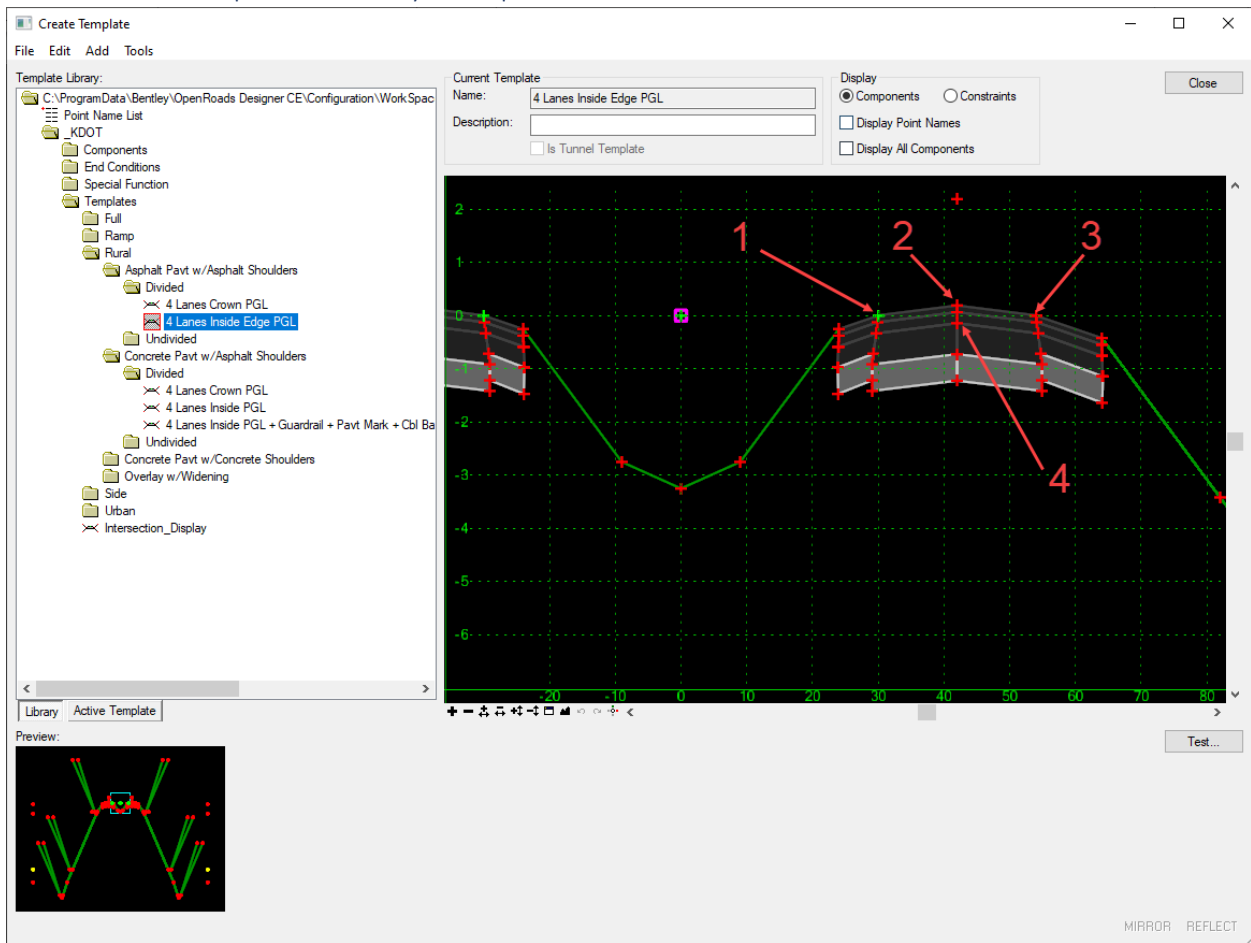 Create Template
File Edit Add Tools
Template Library:
C:\ProgramData\Bentley\OpenRoads Designer CE\Configuration\WorkSpac
Point Name List
_KDOT
Components
End Conditions
Special Function
Templates
Full
Ramp
Rural
Asphalt Pavt w/Asphalt Shoulders
Divided
4 Lanes Crown PGL
4 Lanes Inside Edge PGL
Undivided
Concrete Pavt w/Asphalt Shoulders
Divided
4 Lanes Crown PGL
4 Lanes Inside PGL
4 Lanes Inside PGL + Guardrail + Pavt Mark + Cbl Ba
Undivided
Concrete Pavt w/Concrete Shoulders
Overlay w/Widening
Side
Urban
Intersection_Display
Library Active Template
Current Template
Name: 4 Lanes Inside Edge PGL
Description:
Is Tunnel Template
Display
Components Constraints
Display Point Names
Display All Components
Close
1 2 3
4
2
1
0
-1
-2
-3
-4
-5
-6
-20 -10 0 10 20 30 40 50 60 70 80
Preview:
Test...
MIRROR REFLECT